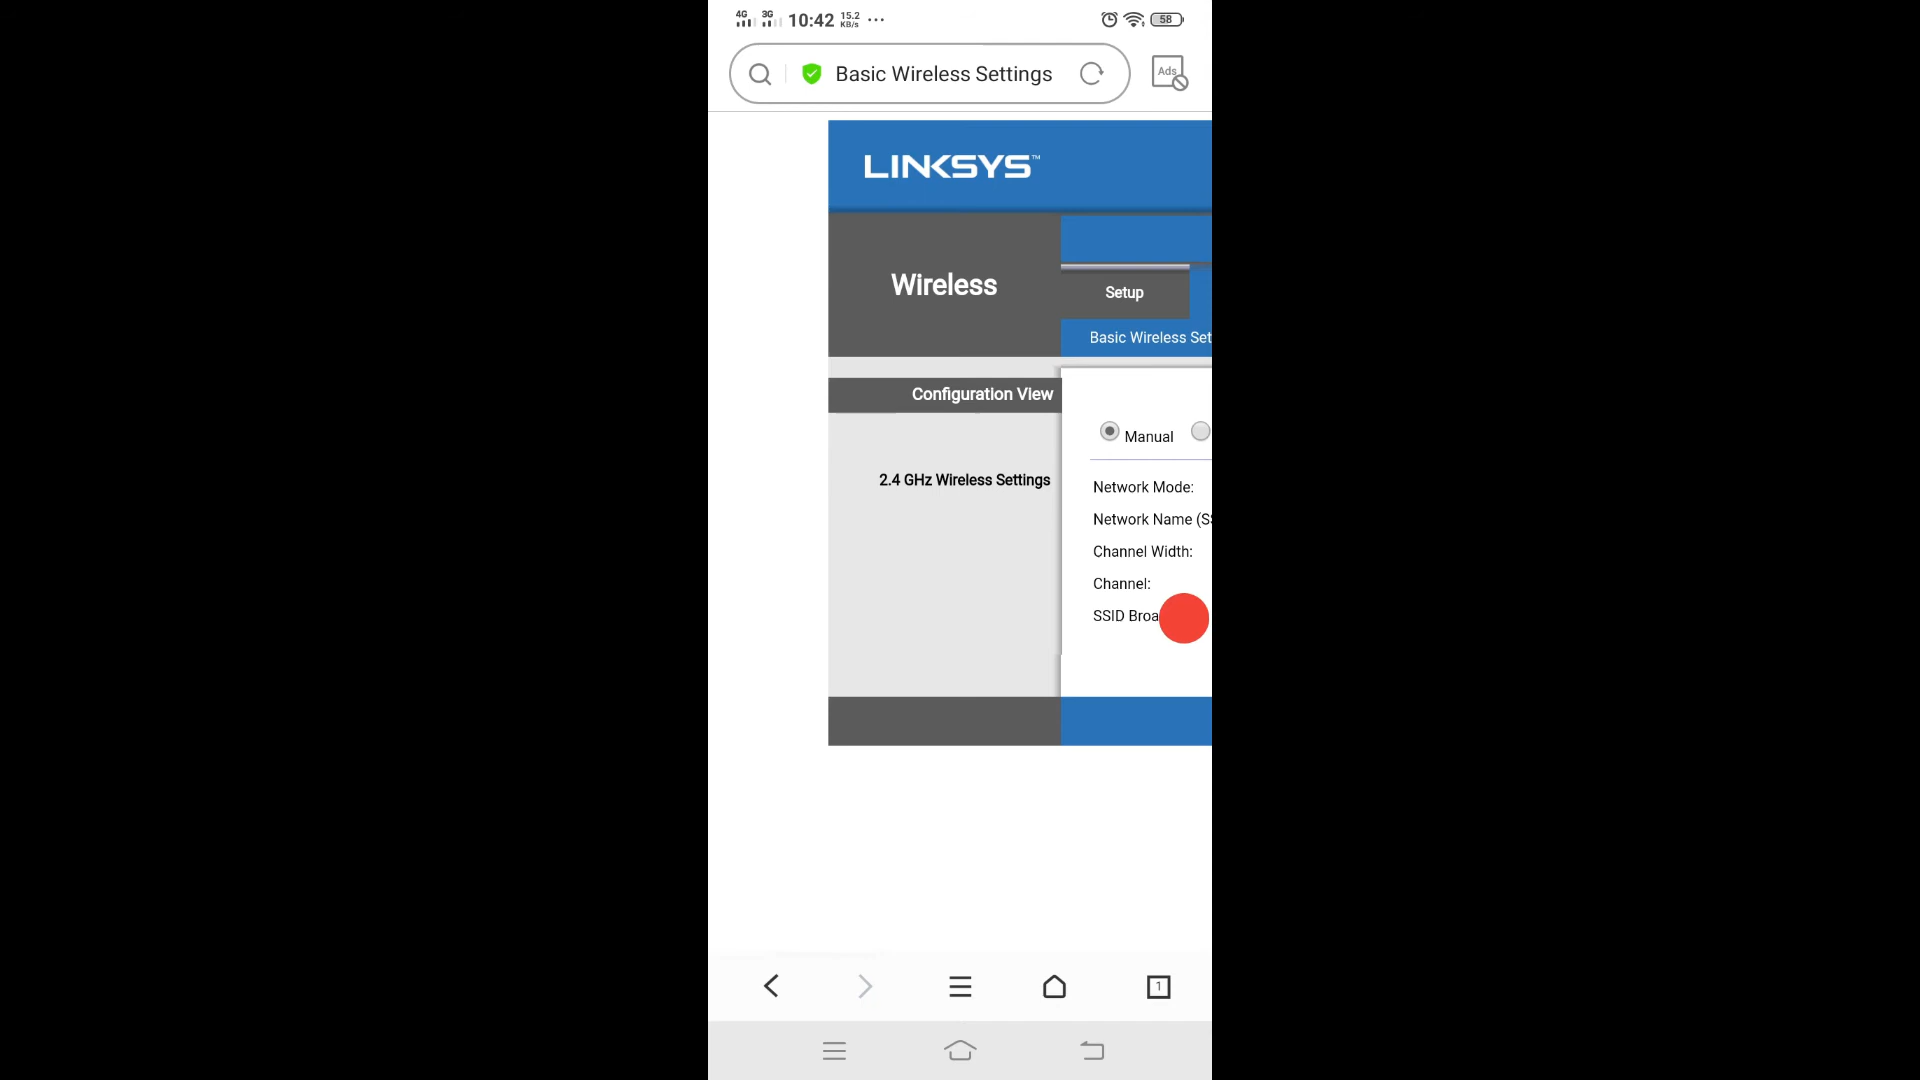 4G 3G 10:42 15.2 KB/s ... 58
Basic Wireless Settings
Ads
LINKSYS™
Wireless
Setup
Basic Wireless Set
Configuration View
Manual
2.4 GHz Wireless Settings
Network Mode:
Network Name (S
Channel Width:
Channel:
SSID Broa
1